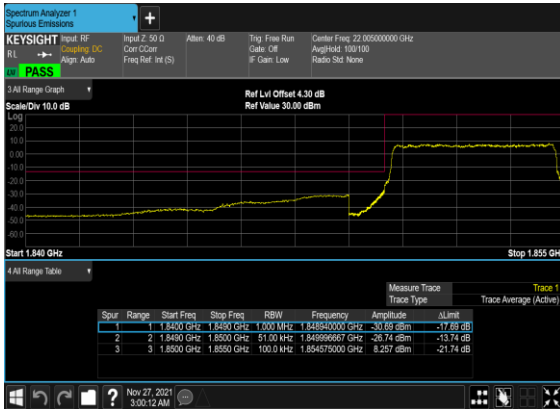 Spectrum Analyzer 1
Spurious Emissions
+
KEYSIGHT Input: RF Input Z: 50 Ω Atten: 40 dB Trig: Free Run Center Freq: 22.005000000 GHz
RL Coupling: DC Corr CCorr Gate: Off Avg|Hold: 100/100
Align: Auto Freq Ref: Int (S) IF Gain: Low Radio Std: None
PASS
3 All Range Graph
Ref Lvl Offset 4.30 dB
Scale/Div 10.0 dB Ref Value 30.00 dBm
Log
20.0
10.0
0.00
-10.0
-20.0
-30.0
-40.0
-50.0
-60.0
Start 1.840 GHz Stop 1.855 GH
4 All Range Table
Measure Trace Trace 1
Trace Type Trace Average (Active)
Spur Range Start Freq Stop Freq RBW Frequency Amplitude ΔLimit
1 1 1.8400 GHz 1.8490 GHz 1.000 MHz 1.848940000 GHz -30.69 dBm -17.69 dB
2 2 1.8490 GHz 1.8500 GHz 51.00 kHz 1.849996667 GHz -26.74 dBm -13.74 dB
3 3 1.8500 GHz 1.8550 GHz 100.0 kHz 1.854575000 GHz 8.257 dBm -21.74 dB
?
Nov 27, 2021
3:00:12 AM